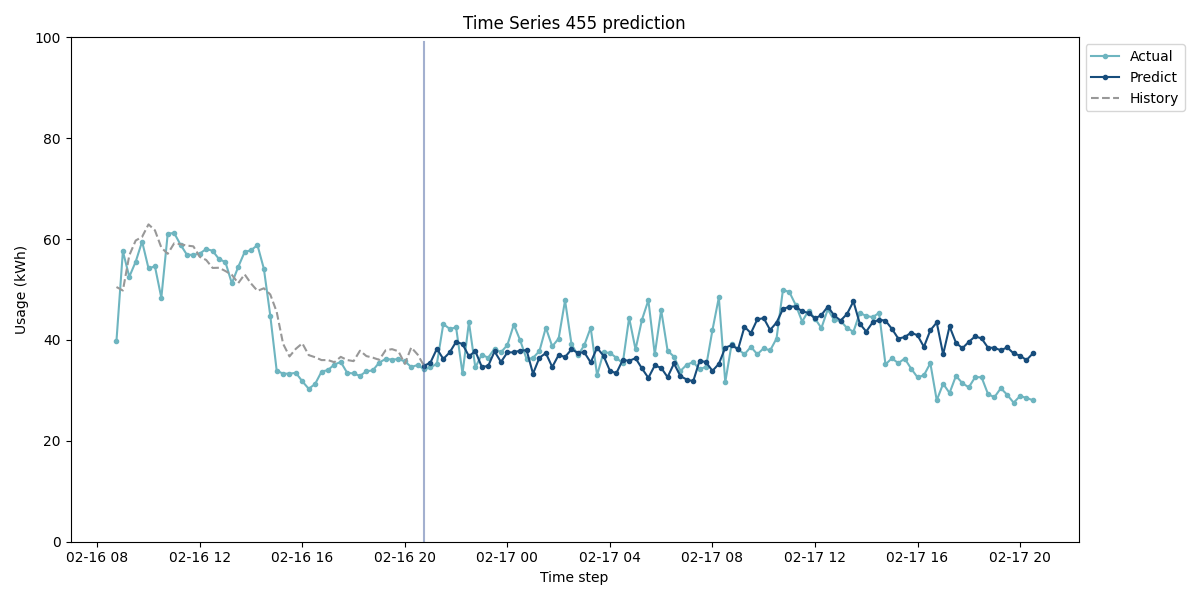 Time Series 455 prediction
100
80
60
40
20
0
Usage (kWh)
02-16 08
02-16 12
02-16 16
02-16 20
02-17 00
02-17 04
02-17 08
02-17 12
02-17 16
02-17 20
Time step
Actual
Predict
History